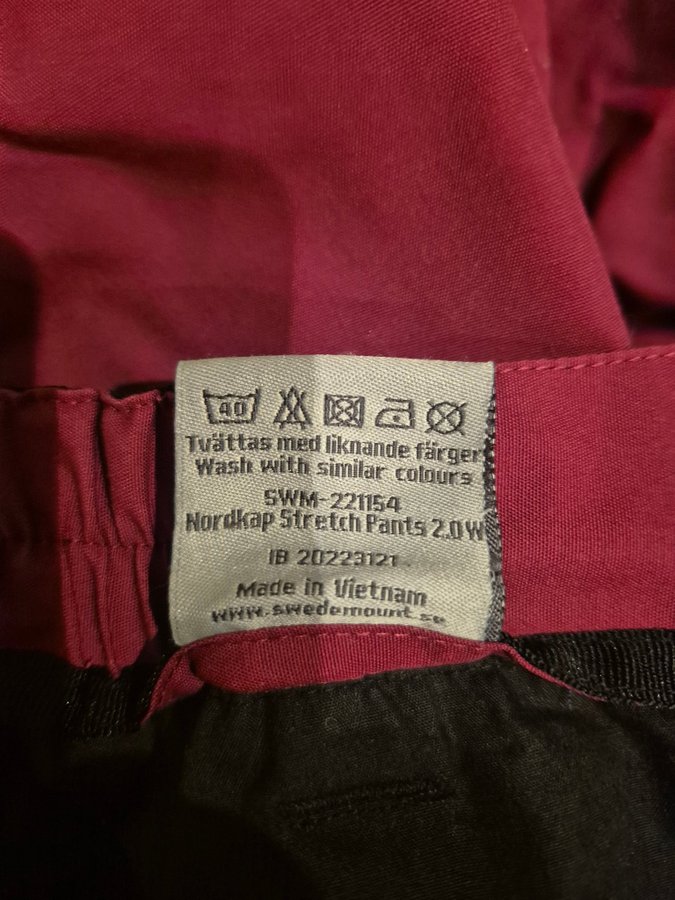 40
Tvättas med liknande färger
Wash with similar colours
SWM-221154
Nordkap Stretch Pants 2.0 W
IB 20223121
Made in Vietnam
www.swedemount.se